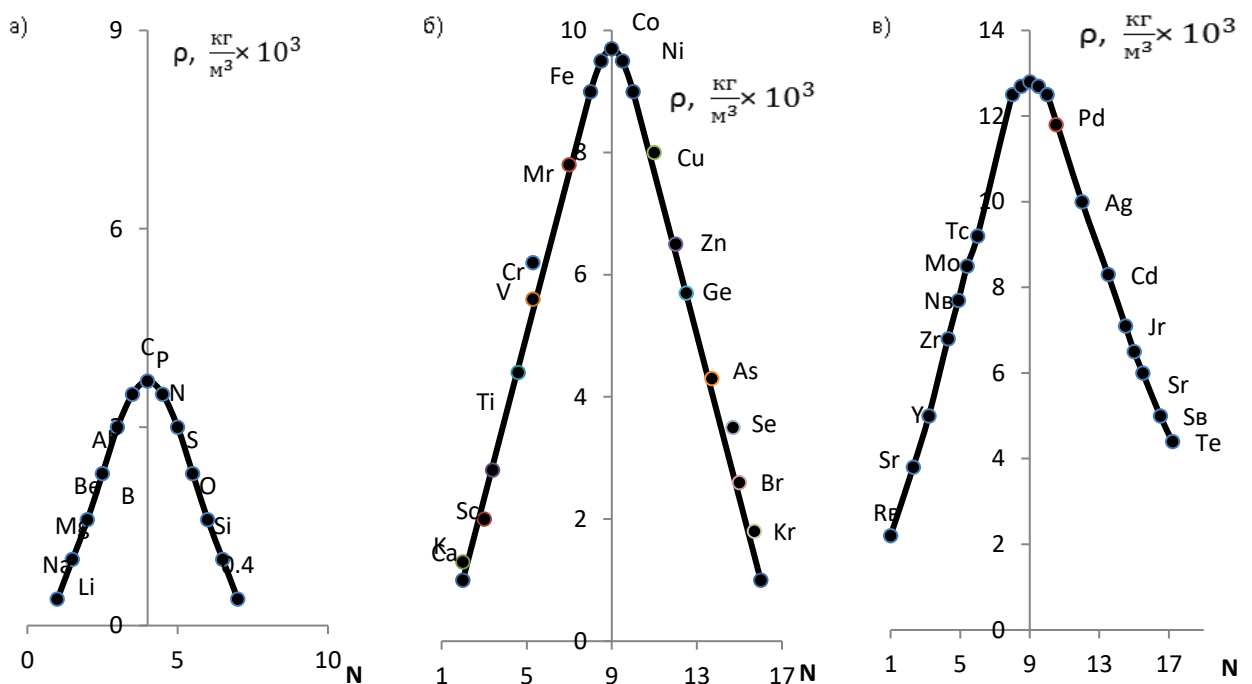 а)
9
ρ, кг/м³ × 10³
6
C
P
N
Al
S
Be
B
O
Mg
Si
Na
Li
0.4
0
0
5
10
N
б)
10
Co
Ni
Fe
ρ, кг/м³ × 10³
8
Cu
Mr
Zn
6
Cr
V
Ge
As
4
Ti
Se
Br
Sc
2
Kr
K
Ca
0
1
5
9
13
17
N
в)
14
ρ, кг/м³ × 10³
12
Pd
10
Ag
Tc
Mo
Cd
8
Nв
Jr
Zr
6
Sr
Y
Sв
Te
4
Sr
Rв
2
0
1
5
9
13
17
N